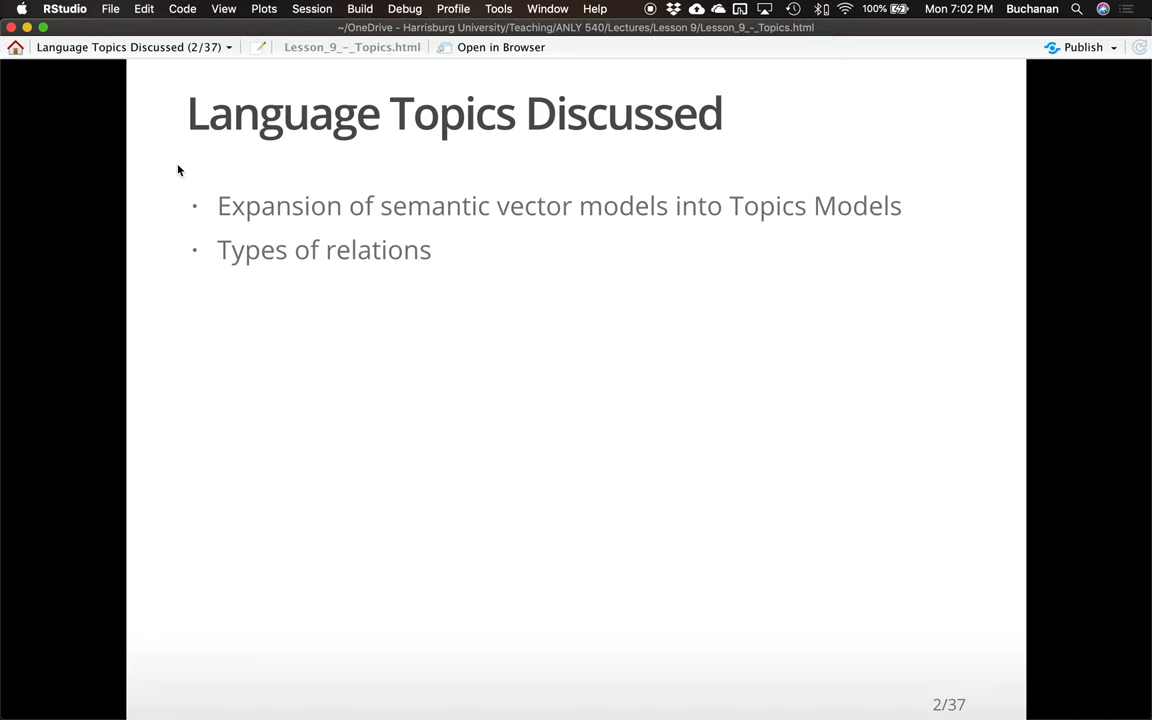 RStudio File Edit Code View Plots Session Build Debug Profile Tools Window Help 100% Mon 7:02 PM Buchanan
~/OneDrive - Harrisburg University/Teaching/ANLY 540/Lectures/Lesson 9/Lesson_9_-_Topics.html
Language Topics Discussed (2/37) Lesson_9_-_Topics.html Open in Browser Publish
Language Topics Discussed
· Expansion of semantic vector models into Topics Models
· Types of relations
2/37